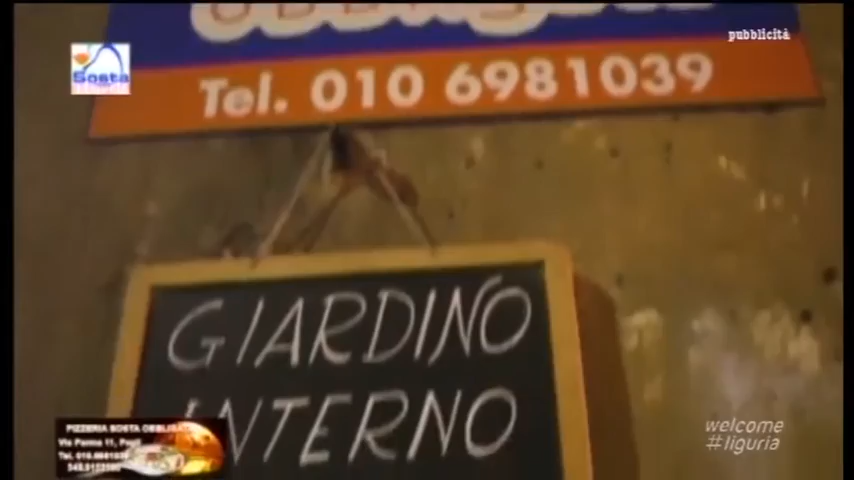 pubblicità
Sosta
Tel. 010 6981039
GIARDINO
INTERNO
PIZZERIA SOSTA OBBLIGATA
welcome
#liguria